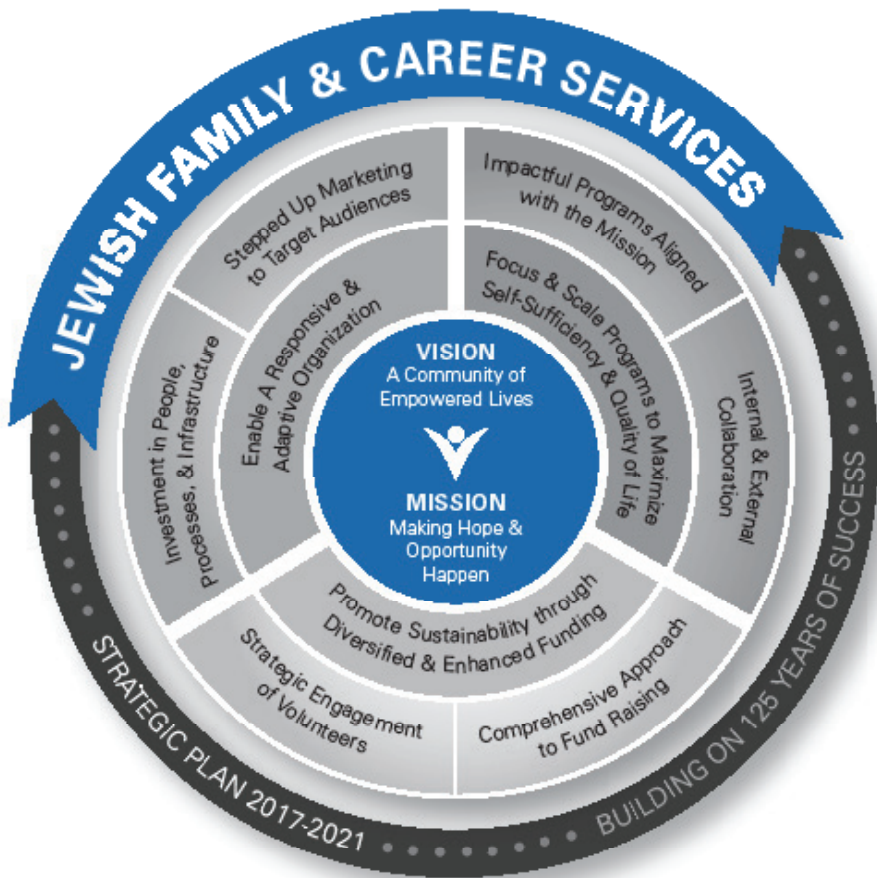 JEWISH FAMILY & CAREER SERVICES
Stepped Up Marketing
to Target Audiences
Impactful Programs Aligned
with the Mission
Enable A Responsive &
Adaptive Organization
Focus & Scale Programs to Maximize
Self-Sufficiency & Quality of Life
Investment in People,
Processes, & Infrastructure
Internal & External
Collaboration
VISION
A Community of
Empowered Lives
MISSION
Making Hope &
Opportunity
Happen
Promote Sustainability through
Diversified & Enhanced Funding
Strategic Engagement
of Volunteers
Comprehensive Approach
to Fund Raising
STRATEGIC PLAN 2017-2021
BUILDING ON 125 YEARS OF SUCCESS